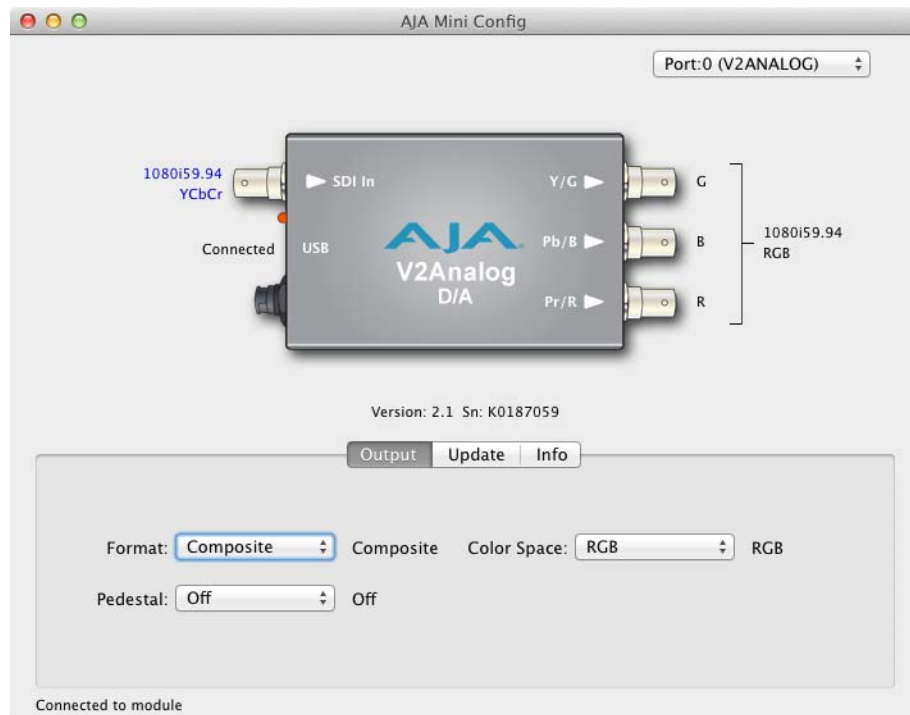 AJA Mini Config
Port:0 (V2ANALOG)
1080i59.94
YCbCr
SDI In
Y/G
G
Connected
USB
AJA
Pb/B
B
1080i59.94
RGB
V2Analog
D/A
Pr/R
R
Version: 2.1 Sn: K0187059
Output Update Info
Format: Composite Composite Color Space: RGB RGB
Pedestal: Off Off
Connected to module